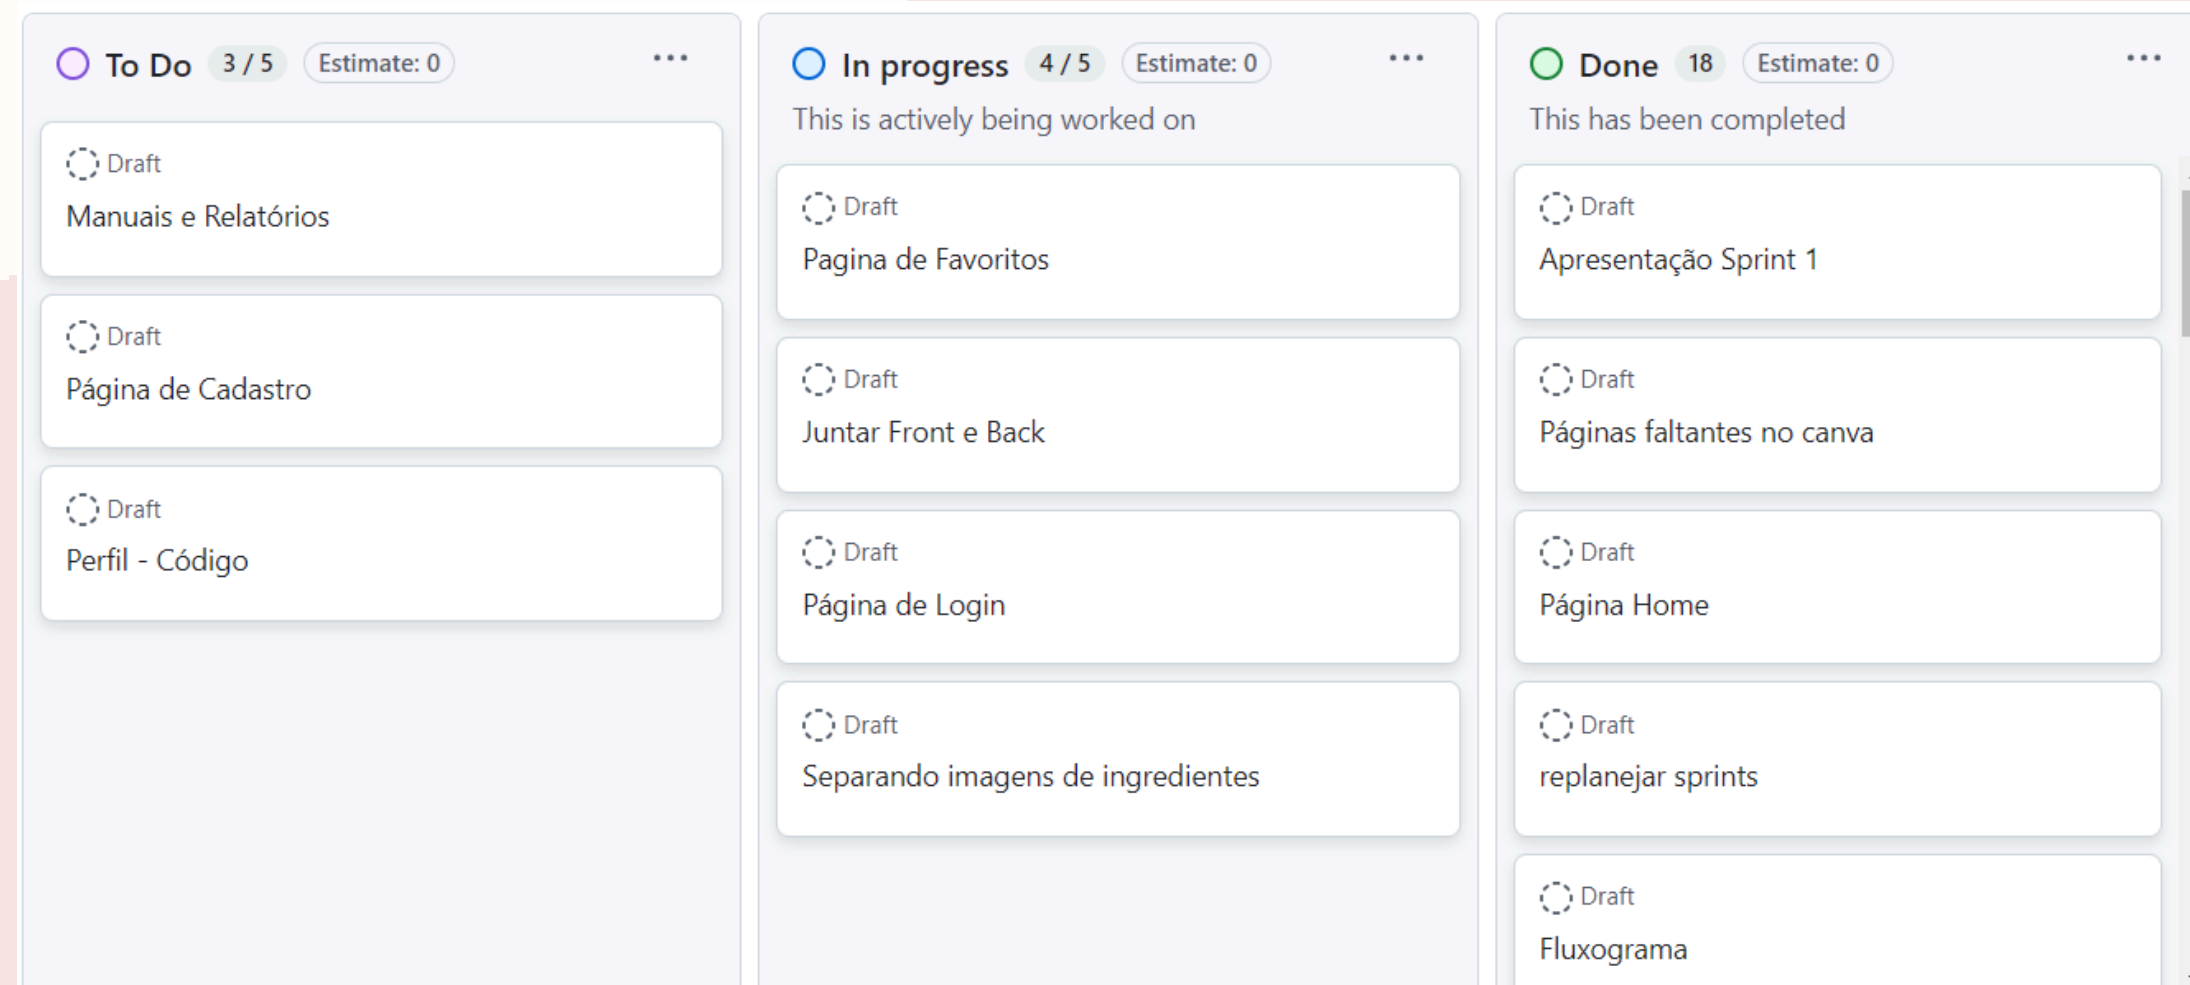 To Do 3 / 5 Estimate: 0 ...
Draft
Manuais e Relatórios
Draft
Página de Cadastro
Draft
Perfil - Código
In progress 4 / 5 Estimate: 0 ...
This is actively being worked on
Draft
Pagina de Favoritos
Draft
Juntar Front e Back
Draft
Página de Login
Draft
Separando imagens de ingredientes
Done 18 Estimate: 0 ...
This has been completed
Draft
Apresentação Sprint 1
Draft
Páginas faltantes no canva
Draft
Página Home
Draft
replanejar sprints
Draft
Fluxograma